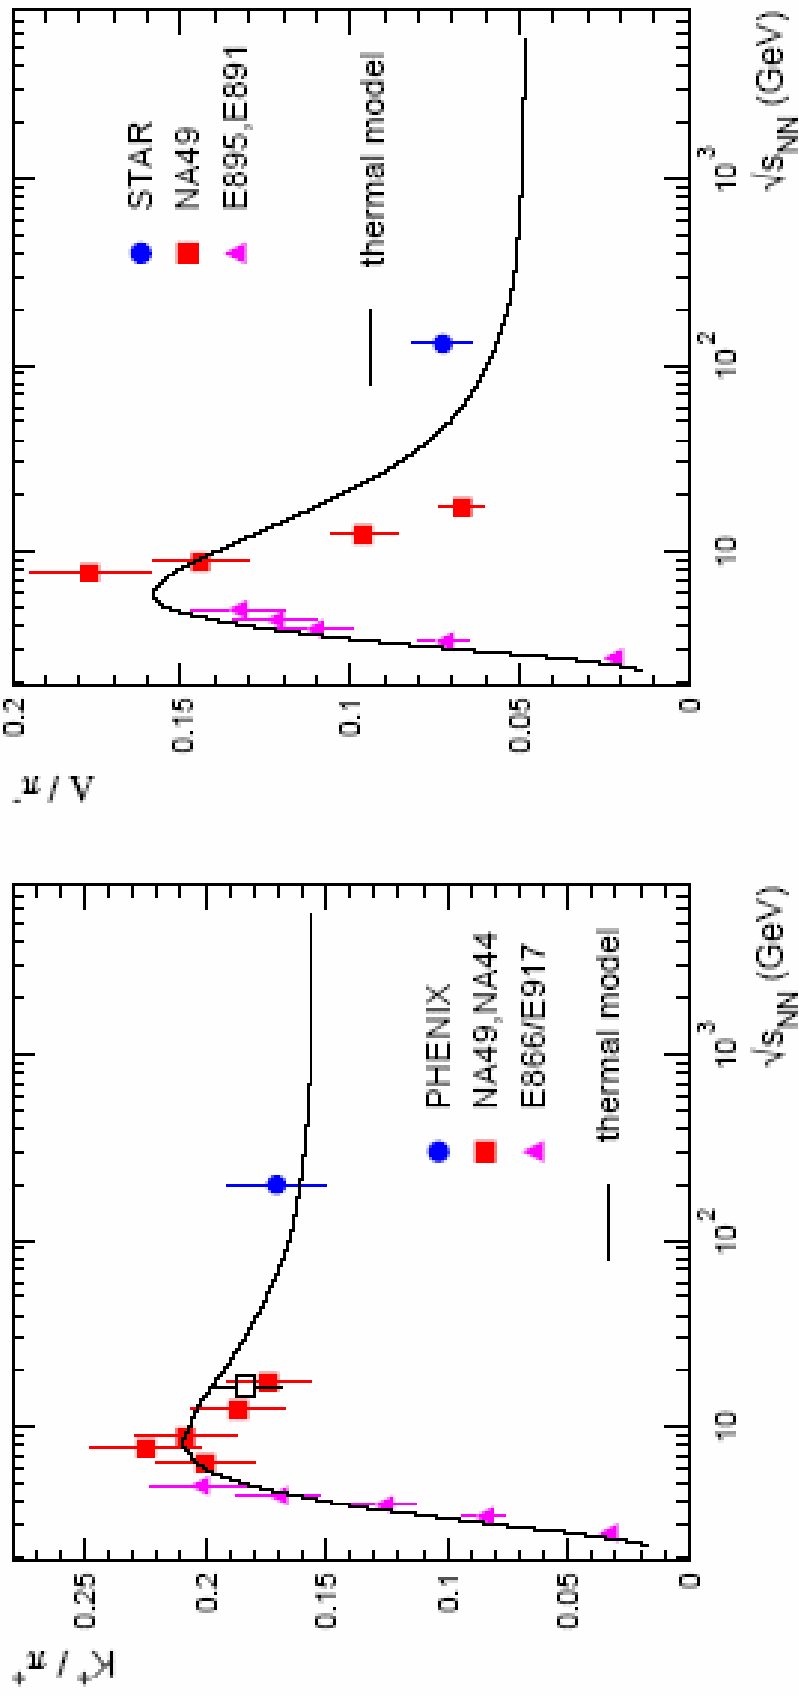 K⁺ / π⁺
0.25
0.2
0.15
0.1
0.05
0
PHENIX
NA49,NA44
E866/E917
thermal model
10
10²
10³
√sNN (GeV)
Λ / π⁻
0.2
0.15
0.1
0.05
0
STAR
NA49
E895,E891
thermal model
10
10²
10³
√sNN (GeV)